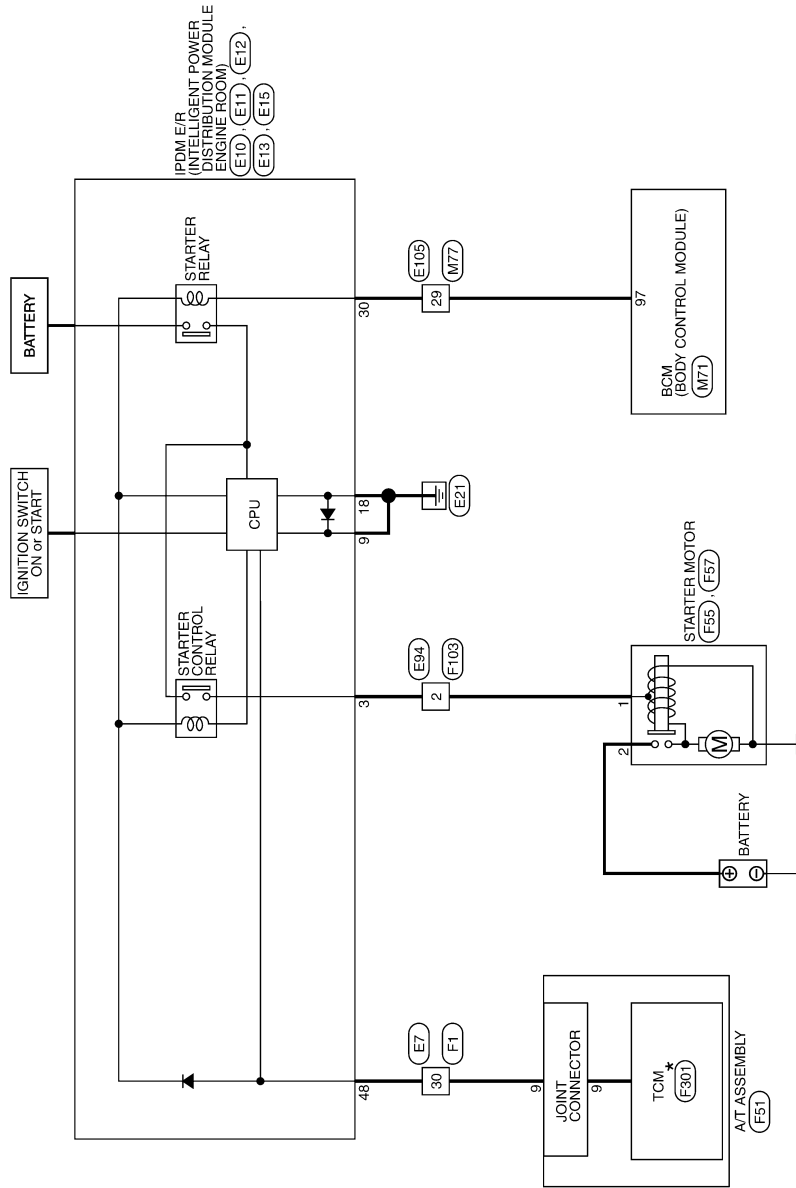 BATTERY
IGNITION SWITCH
ON or START
IPDM E/R
(INTELLIGENT POWER
DISTRIBUTION MODULE
ENGINE ROOM)
E10 , E11 , E12 ,
E13 , E15
STARTER
RELAY
CPU
STARTER
CONTROL
RELAY
30
18
9
3
48
E105
29
M77
E21
E94
2
F103
E7
30
F1
97
BCM
(BODY CONTROL MODULE)
M71
STARTER MOTOR
F55 , F57
1
2
M
BATTERY
+
−
9
JOINT
CONNECTOR
9
TCM*
F301
A/T ASSEMBLY
F51